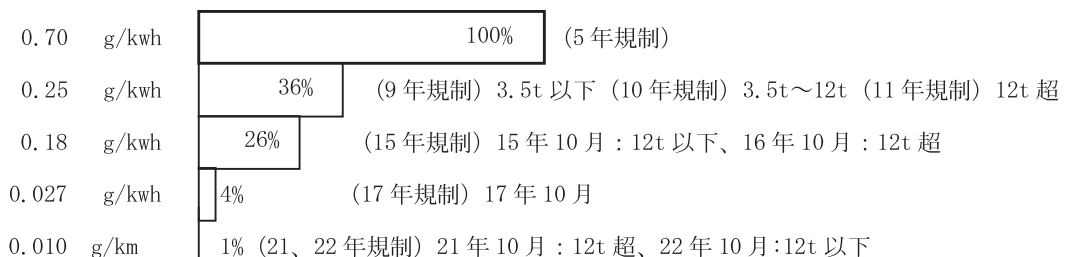 0.70 g/kwh 100% (5年規制)
0.25 g/kwh 36% (9年規制) 3.5t以下 (10年規制) 3.5t～12t (11年規制) 12t超
0.18 g/kwh 26% (15年規制) 15年10月：12t以下、16年10月：12t超
0.027 g/kwh 4% (17年規制) 17年10月
0.010 g/km 1% (21、22年規制) 21年10月：12t超、22年10月:12t以下